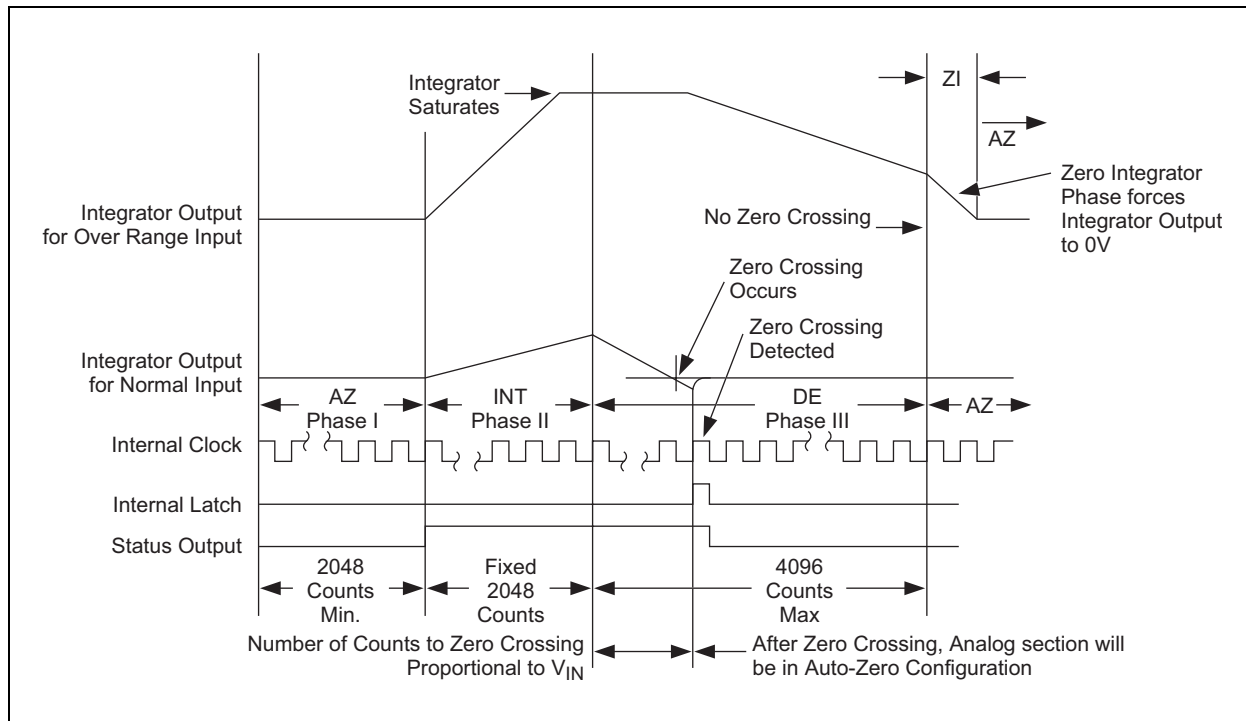 Integrator
Saturates
ZI
AZ
Zero Integrator
Phase forces
Integrator Output
to 0V
Integrator Output
for Over Range Input
No Zero Crossing
Zero Crossing
Occurs
Zero Crossing
Detected
Integrator Output
for Normal Input
AZ
Phase I
INT
Phase II
DE
Phase III
AZ
Internal Clock
Internal Latch
Status Output
2048
Counts
Min.
Fixed
2048
Counts
4096
Counts
Max
Number of Counts to Zero Crossing
Proportional to VIN
After Zero Crossing, Analog section will
be in Auto-Zero Configuration